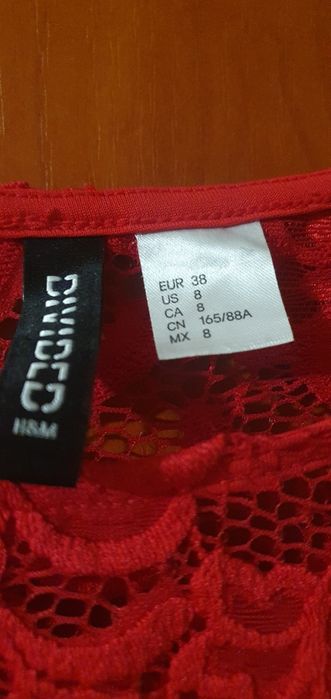 DIVIDED
H&M
EUR 38
US 8
CA 8
CN 165/88A
MX 8